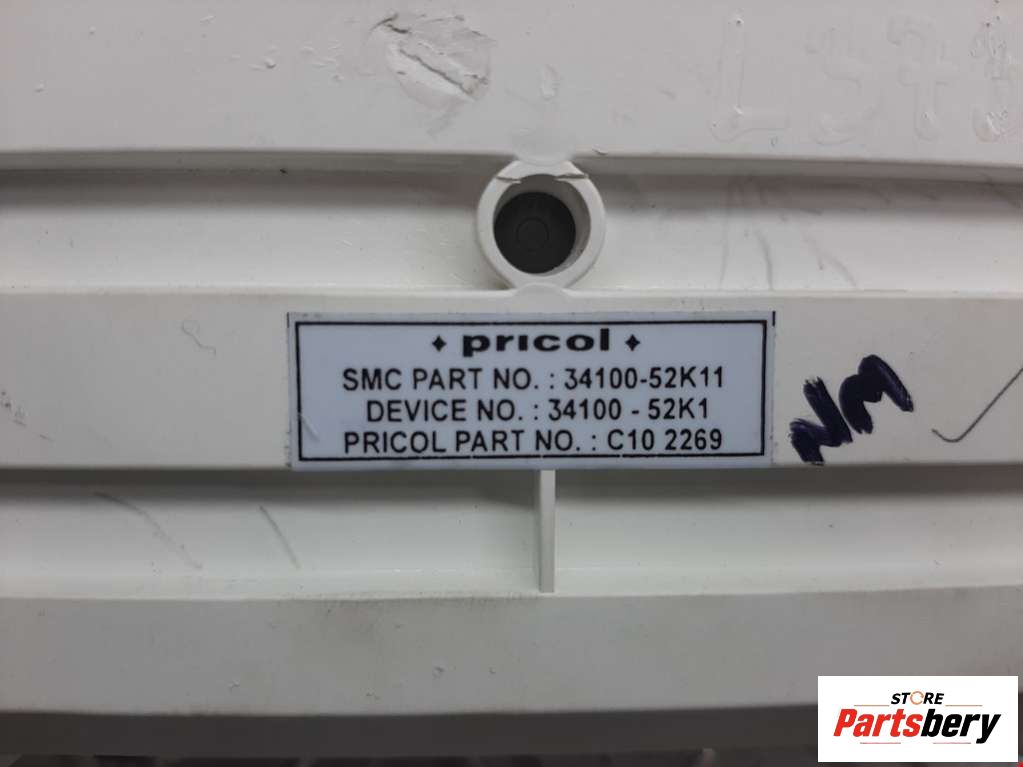 pricol
SMC PART NO. : 34100-52K11
DEVICE NO. : 34100 - 52K1
PRICOL PART NO. : C10 2269
STORE
Partsbery